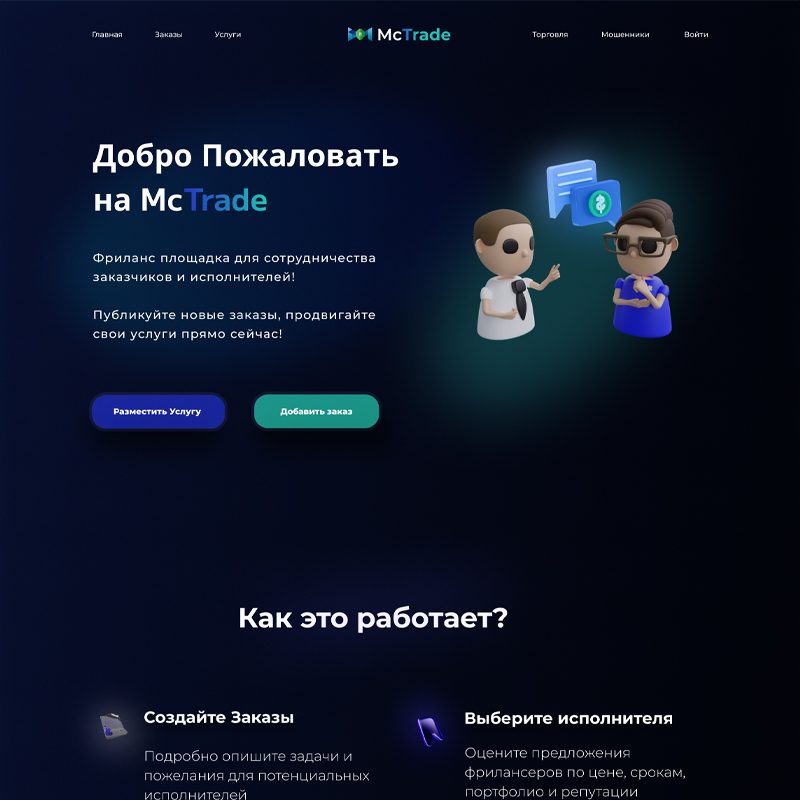 Главная
Заказы
Услуги
McTrade
Торговля
Мошенники
Войти
Добро Пожаловать
на McTrade
Фриланс площадка для сотрудничества
заказчиков и исполнителей!
Публикуйте новые заказы, продвигайте
свои услуги прямо сейчас!
Разместить Услугу
Добавить заказ
Как это работает?
Создайте Заказы
Подробно опишите задачи и
пожелания для потенциальных
исполнителей
Выберите исполнителя
Оцените предложения
фрилансеров по цене, срокам,
портфолио и репутации